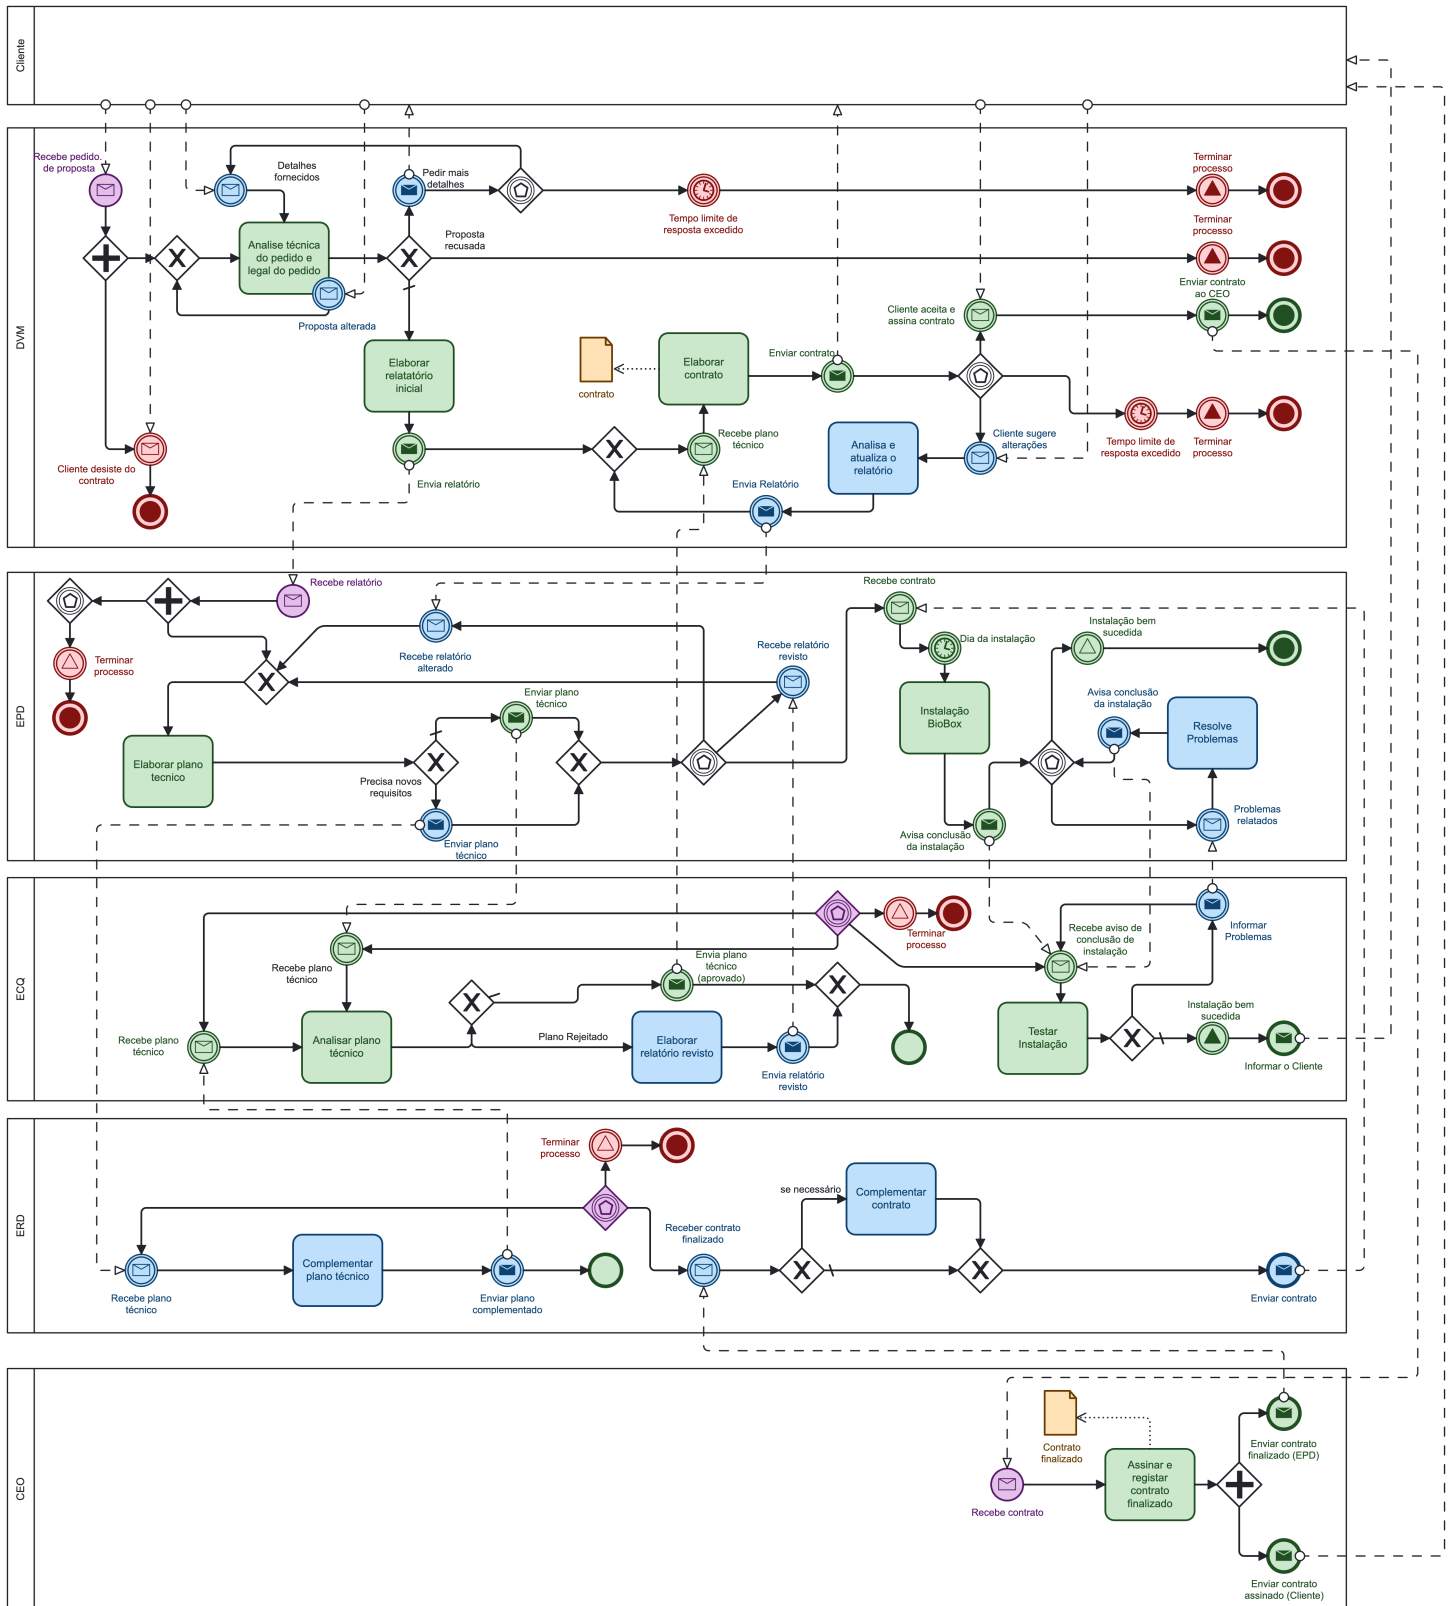 Cliente
DVM
Recebe pedido.
de proposta
Detalhes
fornecidos
Pedir mais
detalhes
Tempo limite de
resposta excedido
Terminar
processo
Analise técnica
do pedido e
legal do pedido
Proposta
recusada
Terminar
processo
Proposta alterada
Enviar contrato
ao CEO
Cliente aceita e
assina contrato
Elaborar
relatatório
inicial
contrato
Elaborar
contrato
Enviar contrato
Cliente desiste do
contrato
Envia relatório
Recebe plano
técnico
Analisa e
atualiza o
relatório
Cliente sugere
alterações
Tempo limite de
resposta excedido
Terminar
processo
Envia Relatório
EPD
Recebe relatório
Terminar
processo
Recebe relatório
alterado
Recebe relatório
revisto
Recebe contrato
Dia da instalação
Instalação bem
sucedida
Elaborar plano
tecnico
Enviar plano
técnico
Precisa novos
requisitos
Enviar plano
técnico
Instalação
BioBox
Avisa conclusão
da instalação
Resolve
Problemas
Avisa conclusão
da instalação
Problemas
relatados
ECQ
Recebe plano
técnico
Terminar
processo
Recebe aviso de
conclusão de
instalação
Informar
Problemas
Envia plano
técnico
(aprovado)
Recebe plano
técnico
Analisar plano
técnico
Plano Rejeitado
Elaborar
relatório revisto
Envia relatório
revisto
Testar
Instalação
Instalação bem
sucedida
Informar o Cliente
ERD
Terminar
processo
se necessário
Complementar
contrato
Receber contrato
finalizado
Recebe plano
técnico
Complementar
plano técnico
Enviar plano
complementado
Enviar contrato
CEO
Contrato
finalizado
Recebe contrato
Assinar e
registar
contrato
finalizado
Enviar contrato
finalizado (EPD)
Enviar contrato
assinado (Cliente)